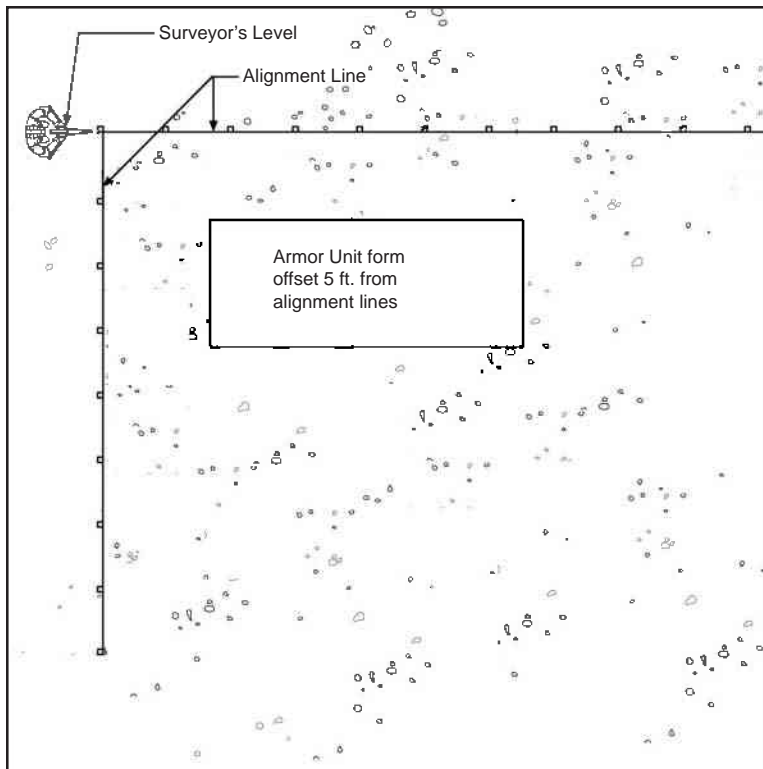 Surveyor's Level
Alignment Line
Armor Unit form
offset 5 ft. from
alignment lines